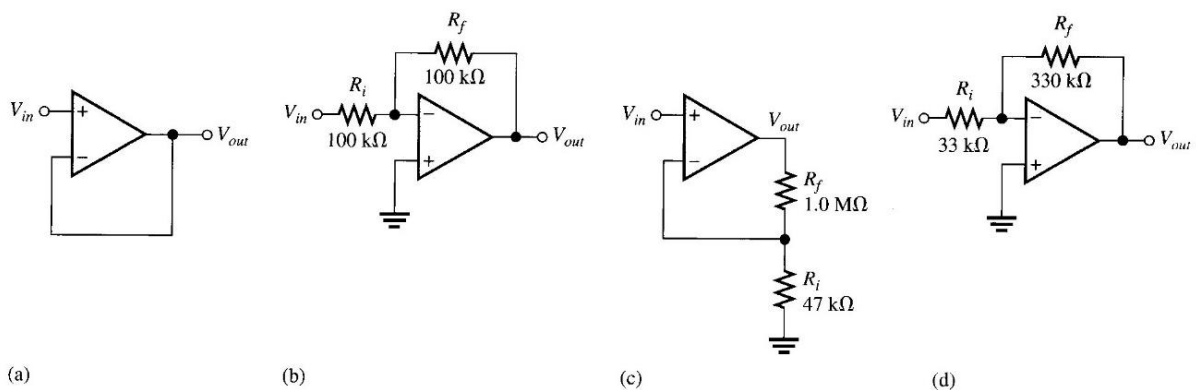 V_in + − V_out
(a)
R_f
100 kΩ
R_i
V_in − V_out
100 kΩ +
(b)
V_in + V_out
−
R_f
1.0 MΩ
R_i
47 kΩ
(c)
R_f
330 kΩ
R_i
V_in − V_out
33 kΩ +
(d)